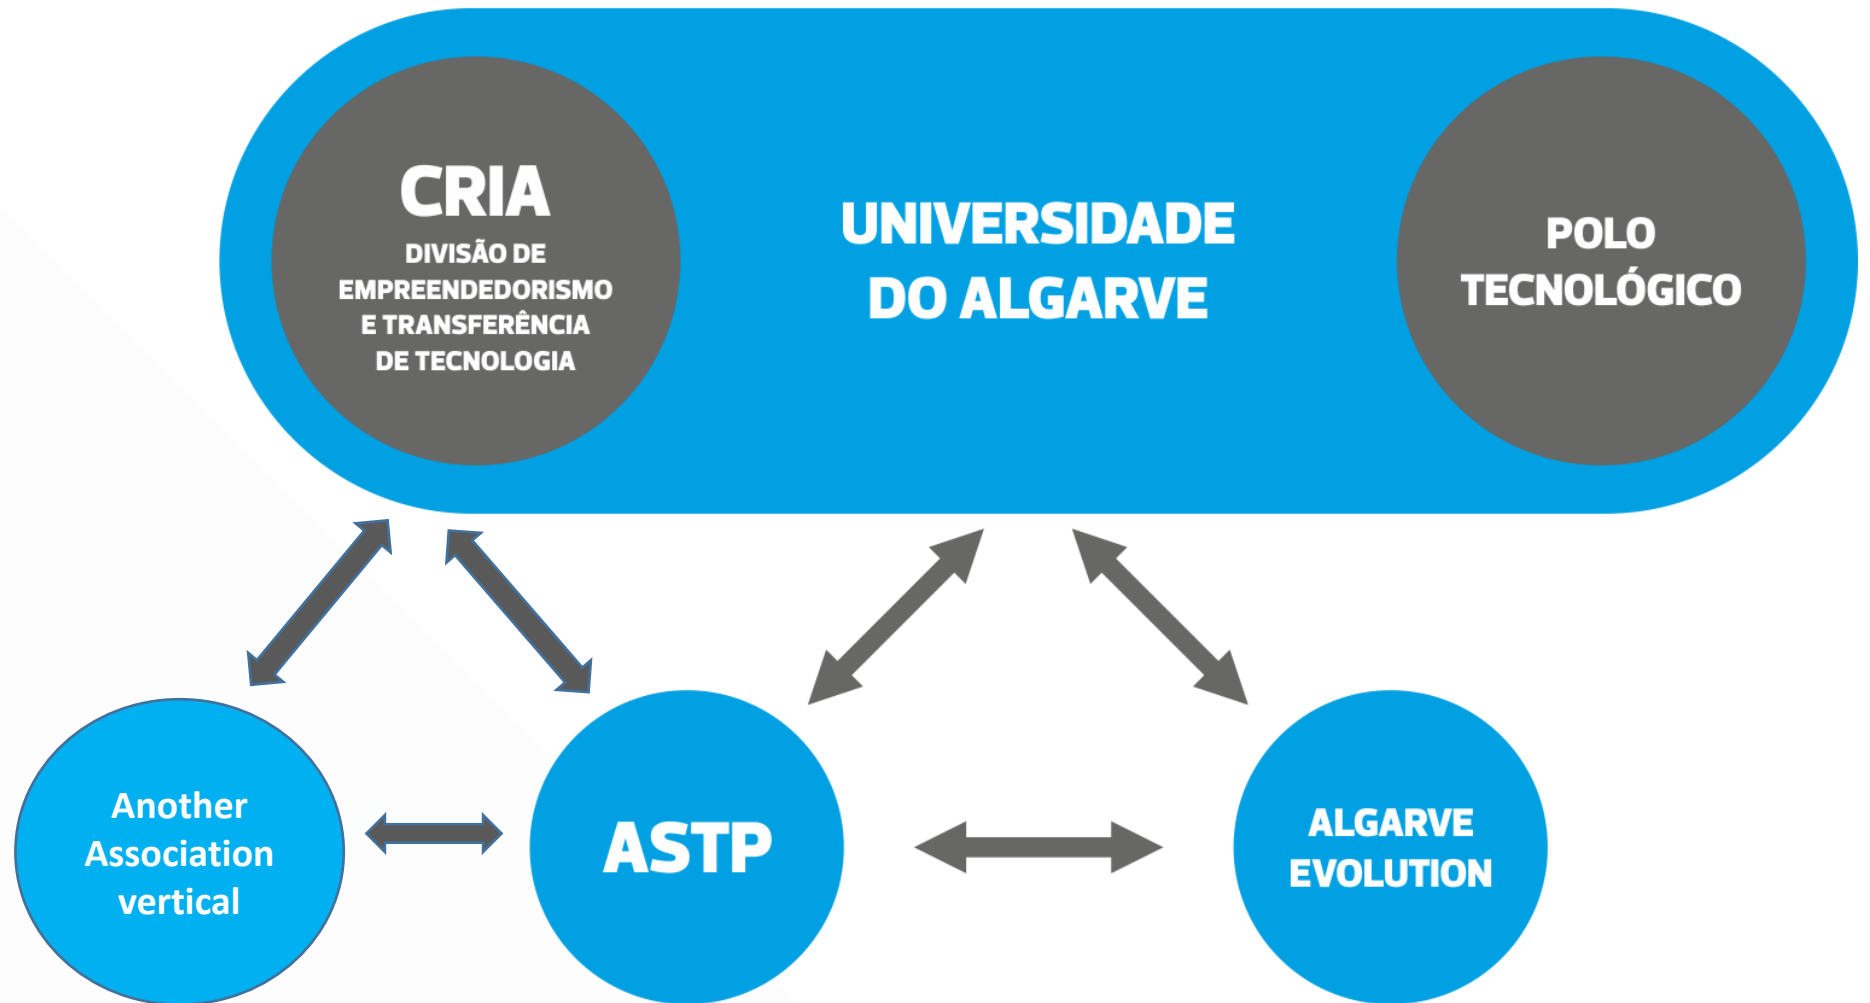 CRIA
DIVISÃO DE
EMPREENDEDORISMO
E TRANSFERÊNCIA
DE TECNOLOGIA
UNIVERSIDADE
DO ALGARVE
POLO
TECNOLÓGICO
Another
Association
vertical
ASTP
ALGARVE
EVOLUTION